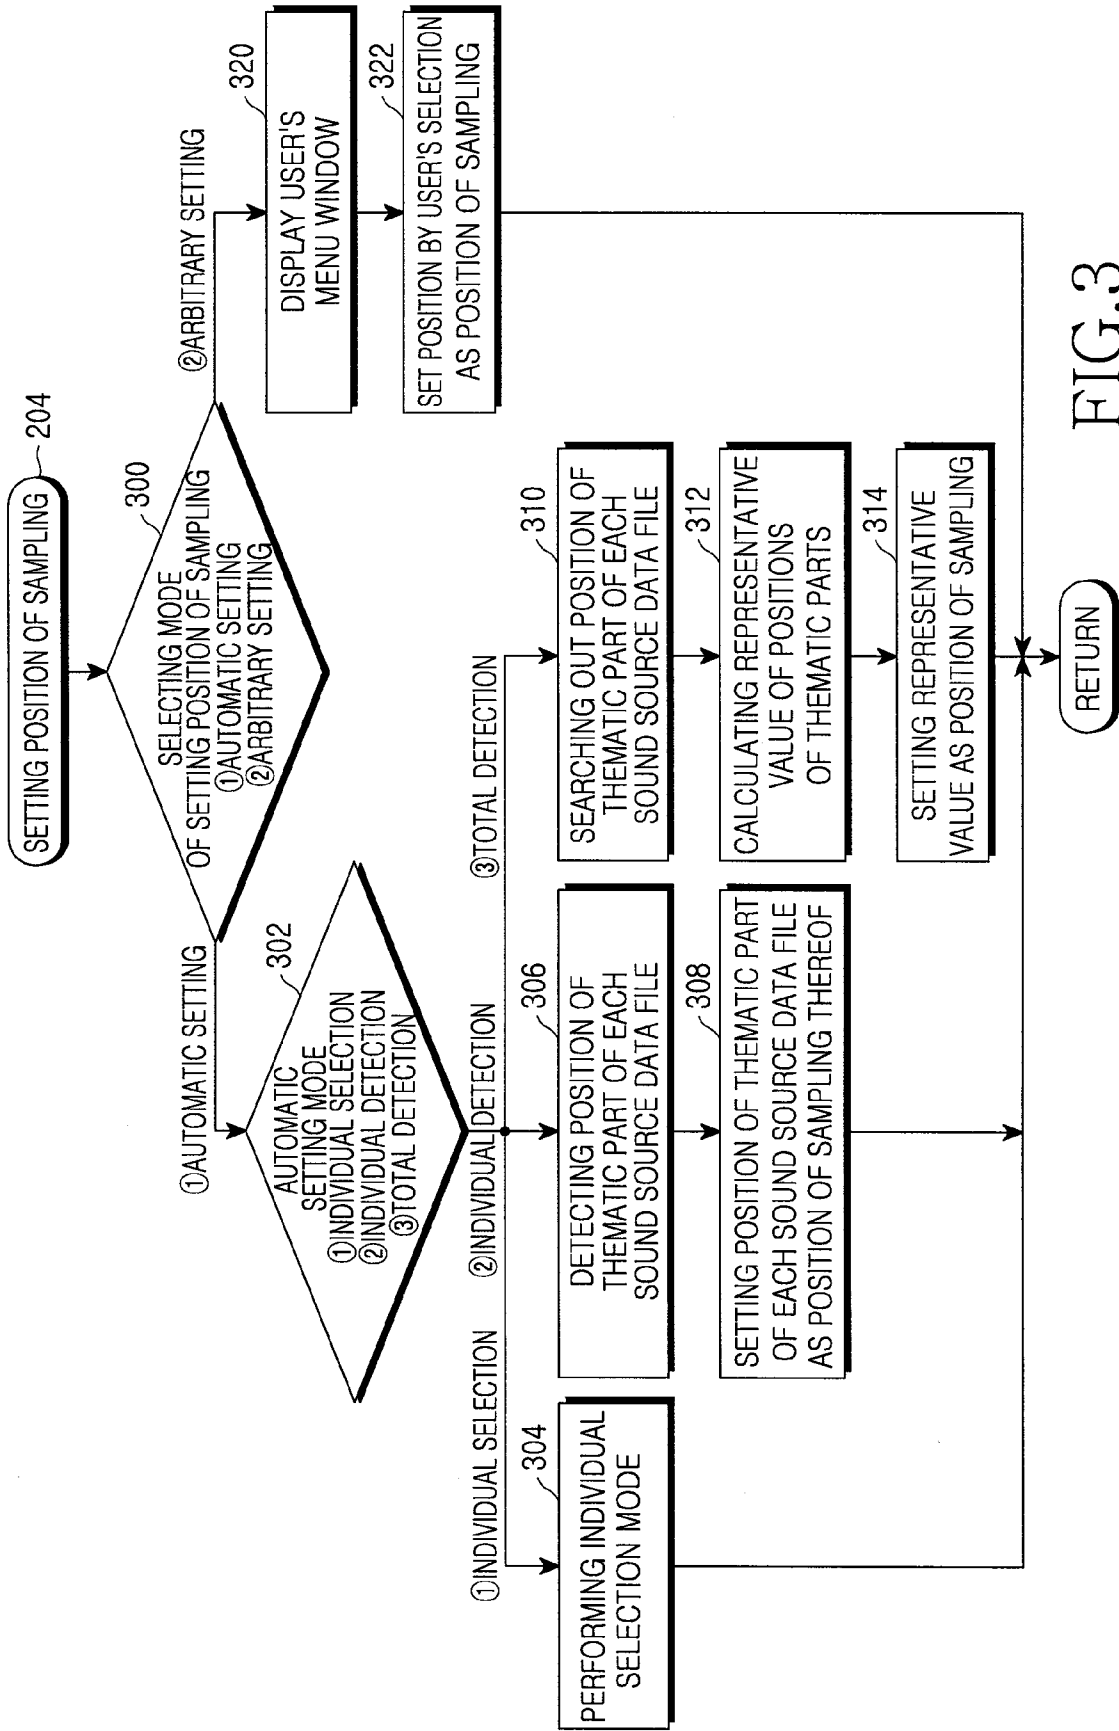 SETTING POSITION OF SAMPLING
204
300
SELECTING MODE
OF SETTING POSITION OF SAMPLING
①AUTOMATIC SETTING
②ARBITRARY SETTING
①AUTOMATIC SETTING
②ARBITRARY SETTING
302
AUTOMATIC
SETTING MODE
①INDIVIDUAL SELECTION
②INDIVIDUAL DETECTION
③TOTAL DETECTION
320
DISPLAY USER'S
MENU WINDOW
322
SET POSITION BY USER'S SELECTION
AS POSITION OF SAMPLING
①INDIVIDUAL SELECTION
②INDIVIDUAL DETECTION
③TOTAL DETECTION
304
PERFORMING INDIVIDUAL
SELECTION MODE
306
DETECTING POSITION OF
THEMATIC PART OF EACH
SOUND SOURCE DATA FILE
308
SETTING POSITION OF THEMATIC PART
OF EACH SOUND SOURCE DATA FILE
AS POSITION OF SAMPLING THEREOF
310
SEARCHING OUT POSITION OF
THEMATIC PART OF EACH
SOUND SOURCE DATA FILE
312
CALCULATING REPRESENTATIVE
VALUE OF POSITIONS
OF THEMATIC PARTS
314
SETTING REPRESENTATIVE
VALUE AS POSITION OF SAMPLING
RETURN
FIG.3